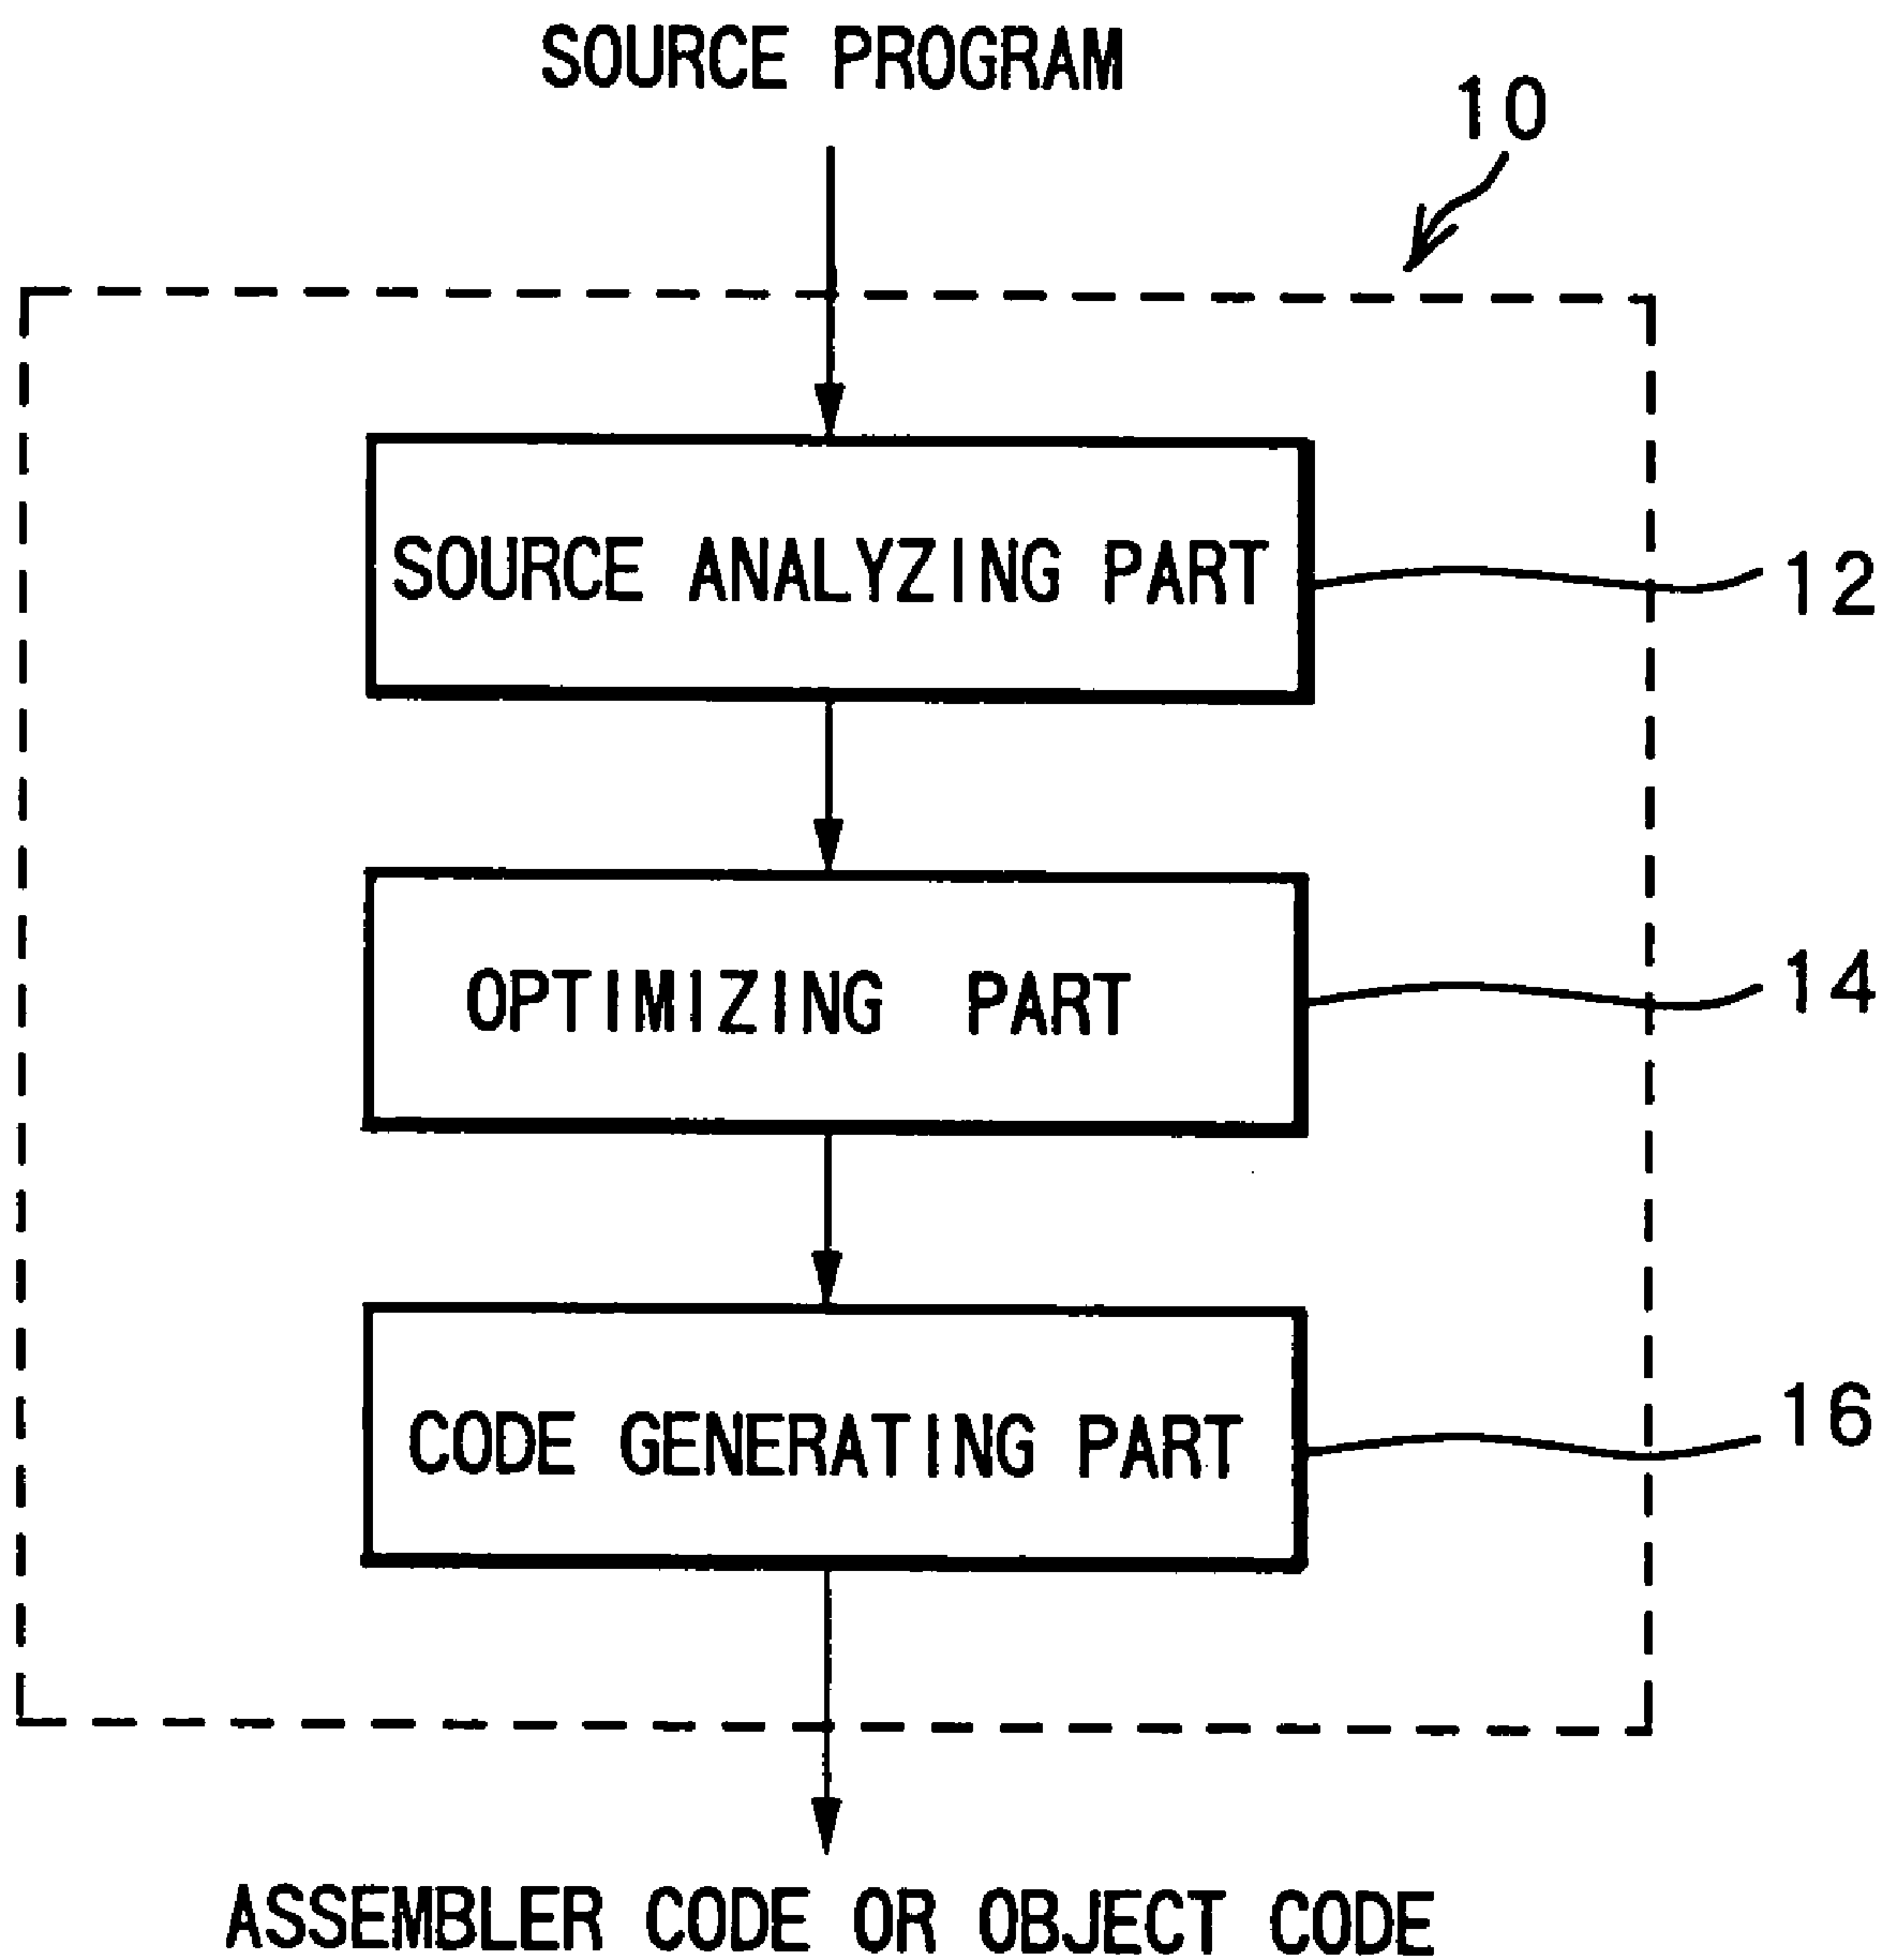 SOURCE PROGRAM
10
SOURCE ANALYZING PART
12
OPTIMIZING PART
14
CODE GENERATING PART
16
ASSEMBLER CODE OR OBJECT CODE